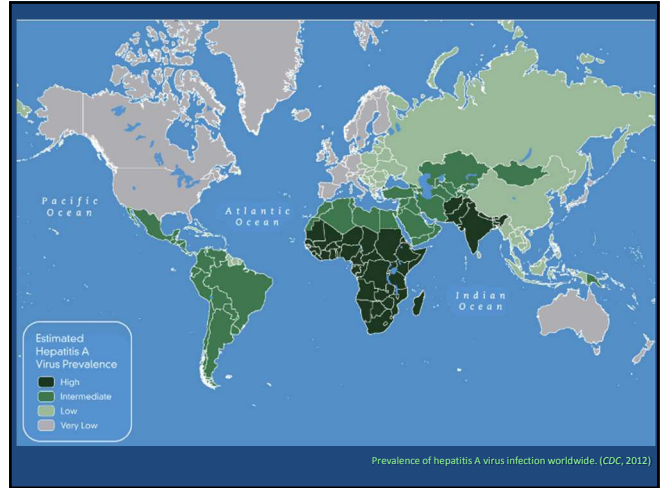 Pacific
Ocean
Atlantic
Ocean
Indian
Ocean
Estimated
Hepatitis A
Virus Prevalence
High
Intermediate
Low
Very Low
Prevalence of hepatitis A virus infection worldwide. (CDC, 2012)